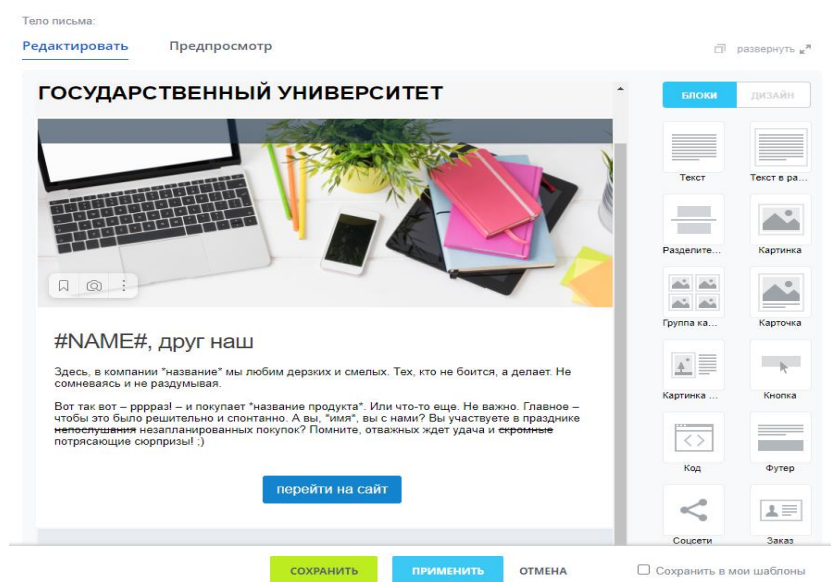 Тело письма:
Редактировать Предпросмотр развернуть
ГОСУДАРСТВЕННЫЙ УНИВЕРСИТЕТ
#NAME#, друг наш
Здесь, в компании "название" мы любим дерзких и смелых. Тех, кто не боится, а делает. Не
сомневаясь и не раздумывая.
Вот так вот – ррррaз! – и покупает "название продукта". Или что-то еще. Не важно. Главное –
чтобы это было решительно и спонтанно. А вы, "имя", вы с нами? Вы участвуете в празднике
непослушания незапланированных покупок? Помните, отважных ждет удача и скромные
потрясающие сюрпризы! ;)
перейти на сайт
БЛОКИ ДИЗАЙН
Текст Текст в ра...
Разделите... Картинка
Группа ка... Карточка
Картинка ... Кнопка
Код Футер
Соцсети Заказ
СОХРАНИТЬ ПРИМЕНИТЬ ОТМЕНА Сохранить в мои шаблоны